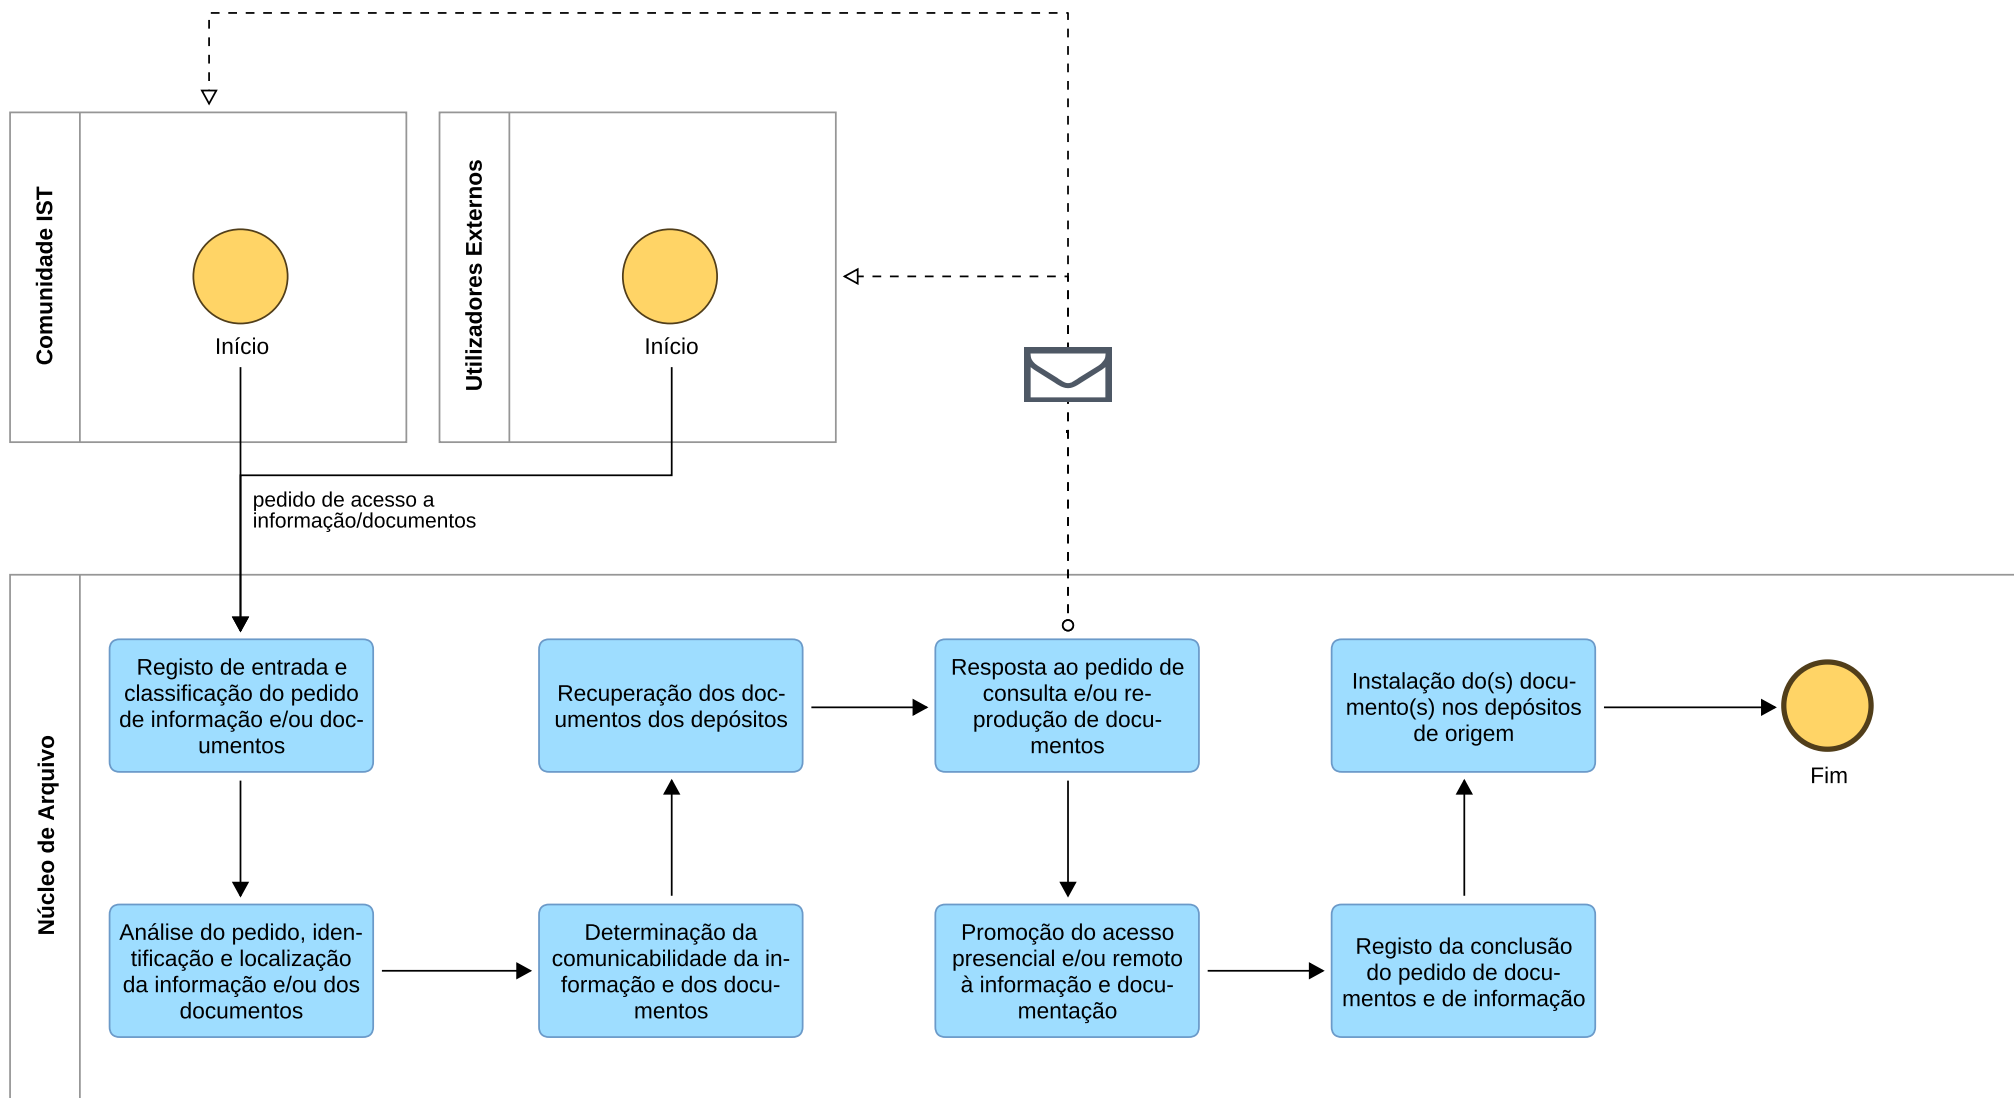 Comunidade IST
Início
Utilizadores Externos
Início
pedido de acesso a
informação/documentos
Núcleo de Arquivo
Registo de entrada e
classificação do pedido
de informação e/ou doc-
umentos
Análise do pedido, iden-
tificação e localização
da informação e/ou dos
documentos
Determinação da
comunicabilidade da in-
formação e dos docu-
mentos
Recuperação dos doc-
umentos dos depósitos
Resposta ao pedido de
consulta e/ou re-
produção de docu-
mentos
Promoção do acesso
presencial e/ou remoto
à informação e docu-
mentação
Registo da conclusão
do pedido de docu-
mentos e de informação
Instalação do(s) docu-
mento(s) nos depósitos
de origem
Fim